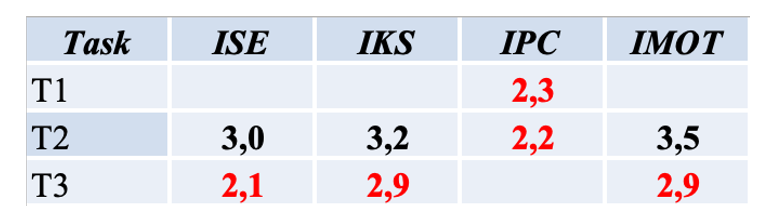 Task ISE IKS IPC IMOT
T1 2,3
T2 3,0 3,2 2,2 3,5
T3 2,1 2,9 2,9